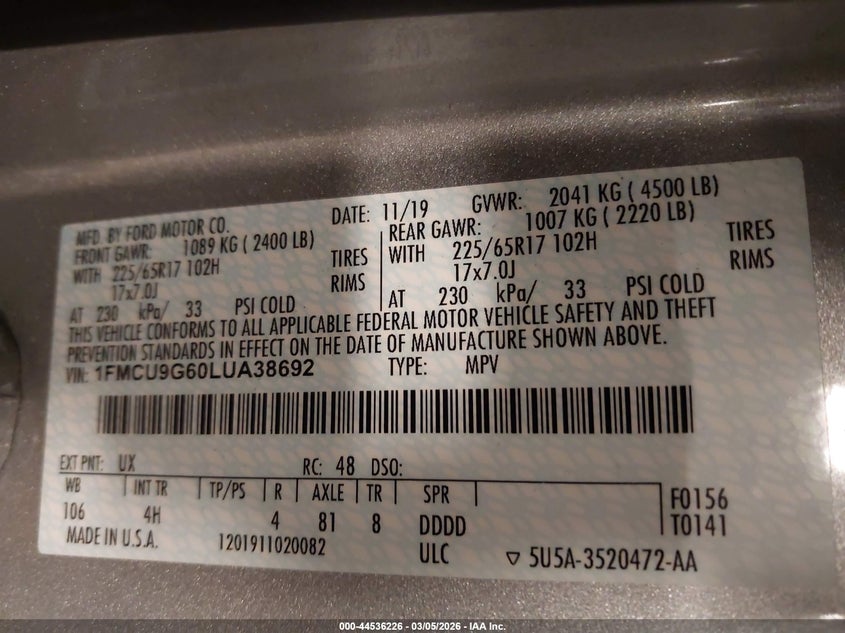 MFD. BY FORD MOTOR CO. DATE: 11/19 GVWR: 2041 KG ( 4500 LB)
FRONT GAWR: 1089 KG ( 2400 LB) REAR GAWR: 1007 KG ( 2220 LB)
WITH 225/65R17 102H TIRES WITH 225/65R17 102H TIRES
17x7.0J RIMS 17x7.0J RIMS
AT 230 kPa/ 33 PSI COLD AT 230 kPa/ 33 PSI COLD
THIS VEHICLE CONFORMS TO ALL APPLICABLE FEDERAL MOTOR VEHICLE SAFETY AND THEFT
PREVENTION STANDARDS IN EFFECT ON THE DATE OF MANUFACTURE SHOWN ABOVE.
VIN: 1FMCU9G60LUA38692 TYPE: MPV
EXT PNT: UX RC: 48 DSO:
WB INT TR TP/PS R AXLE TR SPR F0156
106 4H 4 81 8 DDDD T0141
MADE IN U.S.A. 1201911020082 ULC ▽ 5U5A-3520472-AA
000-44536226 - 03/05/2026 - IAA Inc.